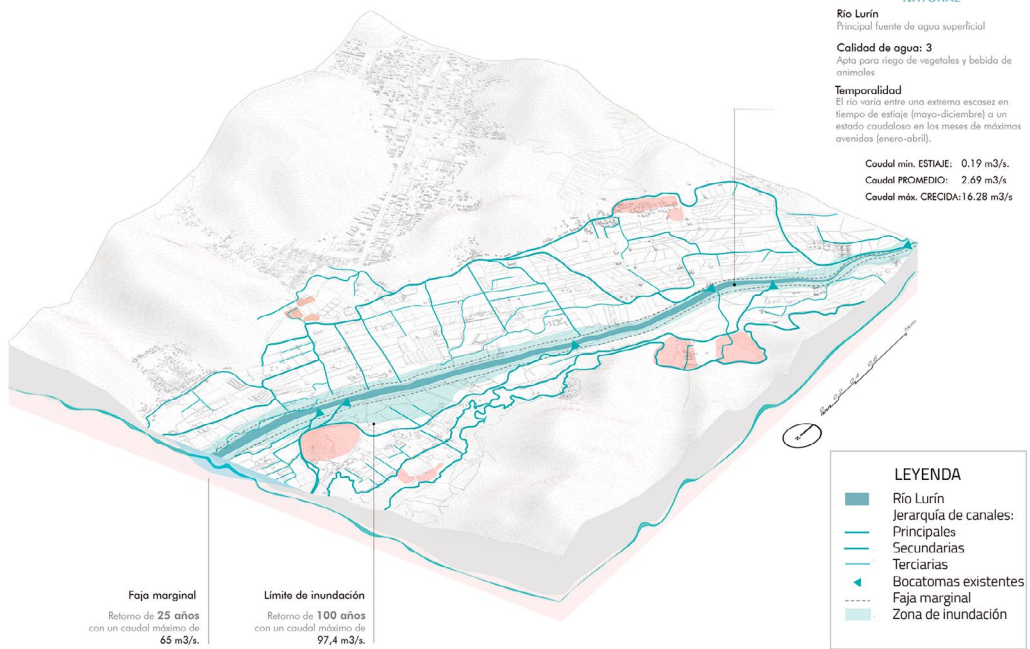 NATURAL
Río Lurín
Principal fuente de agua superficial
Calidad de agua: 3
Apta para riego de vegetales y bebida de
animales
Temporalidad
El río varía entre una extrema escasez en
tiempo de estiaje (mayo-diciembre) a un
estado caudaloso en los meses de máximas
avenidas (enero-abril).
Caudal min. ESTIAJE: 0.19 m3/s.
Caudal PROMEDIO: 2.69 m3/s
Caudal máx. CRECIDA: 16.28 m3/s
Faja marginal
Retorno de 25 años
con un caudal máximo de
65 m3/s.
Límite de inundación
Retorno de 100 años
con un caudal máximo de
97,4 m3/s.
LEYENDA
Río Lurín
Jerarquía de canales:
Principales
Secundarias
Terciarias
Bocatomas existentes
Faja marginal
Zona de inundación